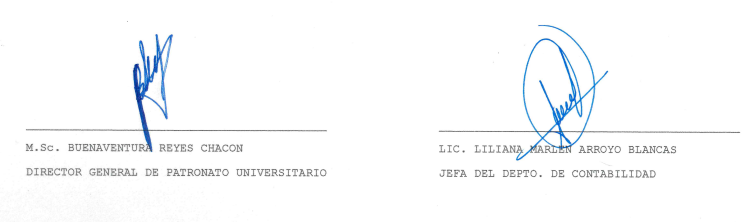 M.Sc. BUENAVENTURA REYES CHACON
DIRECTOR GENERAL DE PATRONATO UNIVERSITARIO
LIC. LILIANA MARLEN ARROYO BLANCAS
JEFA DEL DEPTO. DE CONTABILIDAD